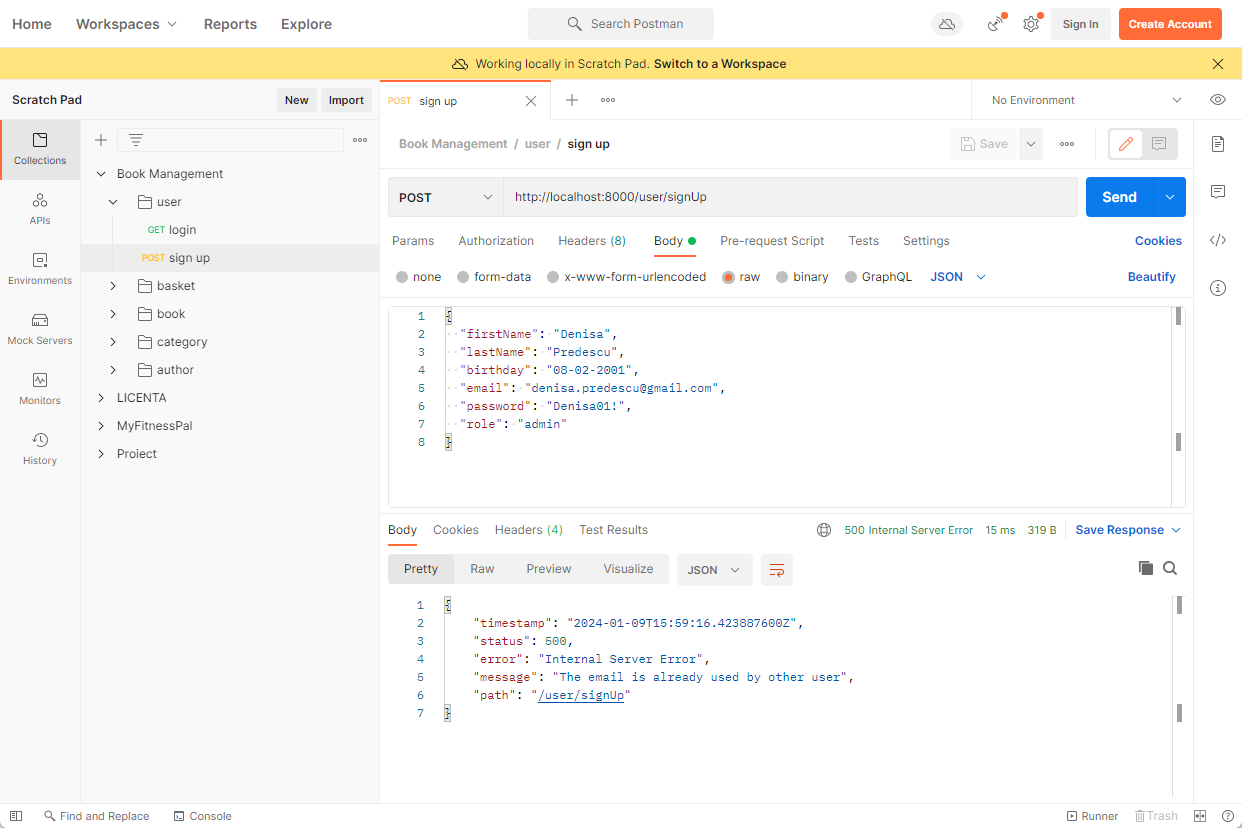 Home Workspaces Reports Explore Search Postman Sign In Create Account
Working locally in Scratch Pad. Switch to a Workspace
Scratch Pad New Import
POST sign up
No Environment
Collections
APIs
Environments
Mock Servers
Monitors
History
Book Management
user
GET login
POST sign up
basket
book
category
author
LICENTA
MyFitnessPal
Proiect
Book Management / user / sign up
Save
POST http://localhost:8000/user/signUp Send
Params Authorization Headers (8) Body Pre-request Script Tests Settings Cookies
none form-data x-www-form-urlencoded raw binary GraphQL JSON Beautify
1 {
2 "firstName": "Denisa",
3 "lastName": "Predescu",
4 "birthday": "08-02-2001",
5 "email": "denisa.predescu@gmail.com",
6 "password": "Denisa01!",
7 "role": "admin"
8 }
Body Cookies Headers (4) Test Results 500 Internal Server Error 15 ms 319 B Save Response
Pretty Raw Preview Visualize JSON
1 {
2 "timestamp": "2024-01-09T15:59:16.423887600Z",
3 "status": 500,
4 "error": "Internal Server Error",
5 "message": "The email is already used by other user",
6 "path": "/user/signUp"
7 }
Find and Replace Console Runner Trash